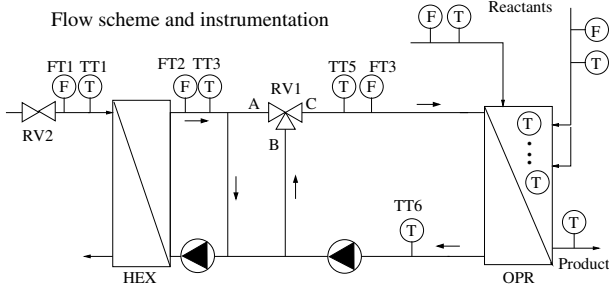 Flow scheme and instrumentation
Reactants
F T
F
T
FT1 TT1
F T
FT2 TT3
F T
RV1
A C
B
TT5 FT3
T F
RV2
T
T
TT6
T
T
Product
HEX
OPR